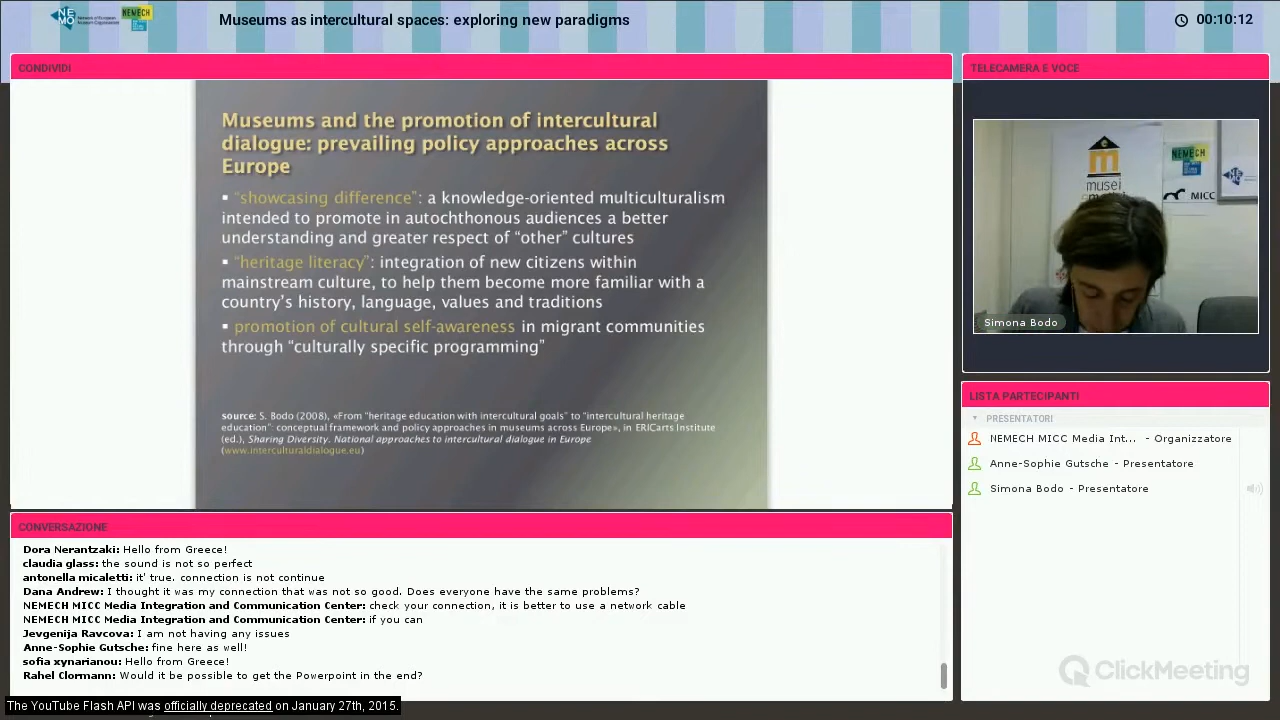 NEMO
Network of European
Museum Organisations
NEMECH
Museums as intercultural spaces: exploring new paradigms
00:10:12
CONDIVIDI
Museums and the promotion of intercultural
dialogue: prevailing policy approaches across
Europe
▪ “showcasing difference”: a knowledge-oriented multiculturalism
intended to promote in autochthonous audiences a better
understanding and greater respect of “other” cultures
▪ “heritage literacy”: integration of new citizens within
mainstream culture, to help them become more familiar with a
country’s history, language, values and traditions
▪ promotion of cultural self-awareness in migrant communities
through “culturally specific programming”
source: S. Bodo (2008), «From “heritage education with intercultural goals” to “intercultural heritage
education”: conceptual framework and policy approaches in museums across Europe», in ERICarts Institute
(ed.), Sharing Diversity. National approaches to intercultural dialogue in Europe
(www.interculturaldialogue.eu)
TELECAMERA E VOCE
m
musei
NEMECH
MICC
Simona Bodo
LISTA PARTECIPANTI
PRESENTATORI
NEMECH MICC Media Int... - Organizzatore
Anne-Sophie Gutsche - Presentatore
Simona Bodo - Presentatore
ClickMeeting
CONVERSAZIONE
Dora Nerantzaki: Hello from Greece!
claudia glass: the sound is not so perfect
antonella micaletti: it' true. connection is not continue
Dana Andrew: I thought it was my connection that was not so good. Does everyone have the same problems?
NEMECH MICC Media Integration and Communication Center: check your connection, it is better to use a network cable
NEMECH MICC Media Integration and Communication Center: if you can
Jevgenija Ravcova: I am not having any issues
Anne-Sophie Gutsche: fine here as well!
sofia xynarianou: Hello from Greece!
Rahel Clormann: Would it be possible to get the Powerpoint in the end?
The YouTube Flash API was officially deprecated on January 27th, 2015.